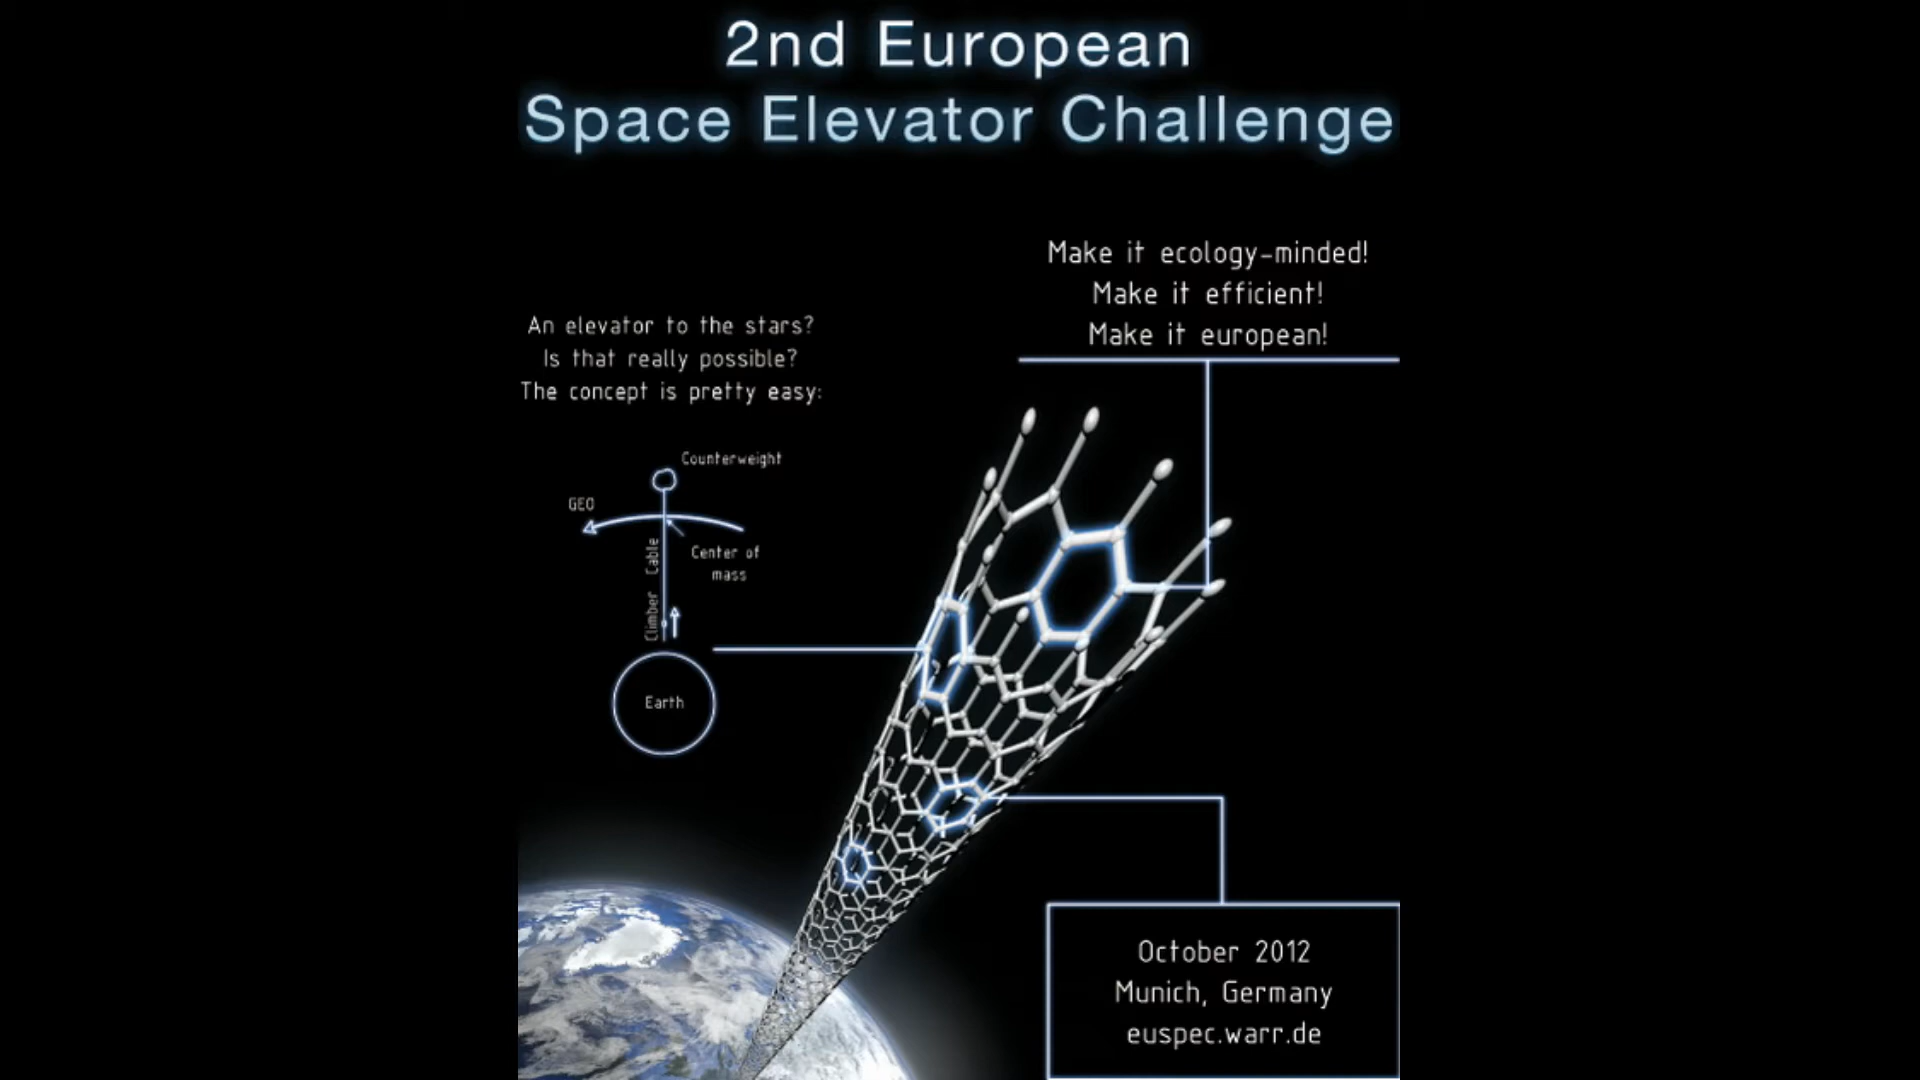 2nd European
Space Elevator Challenge
Make it ecology-minded!
Make it efficient!
Make it european!
An elevator to the stars?
Is that really possible?
The concept is pretty easy:
Counterweight
GEO
Center of
mass
Cable
Climber
Earth
October 2012
Munich, Germany
euspec.warr.de